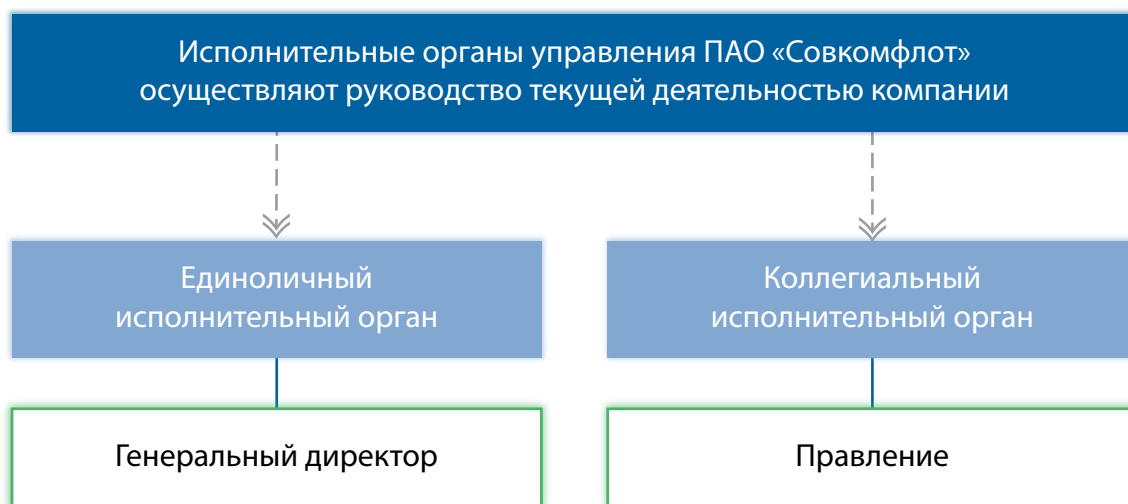 Исполнительные органы управления ПАО «Совкомфлот»
осуществляют руководство текущей деятельностью компании
Единоличный
исполнительный орган
Коллегиальный
исполнительный орган
Генеральный директор
Правление